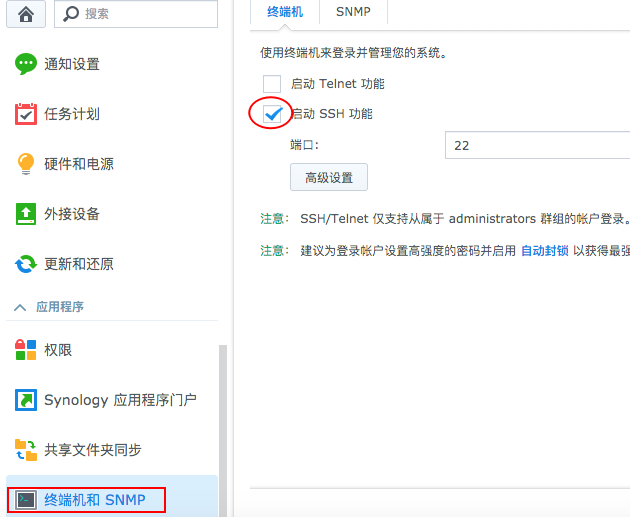 搜索
通知设置
任务计划
硬件和电源
外接设备
更新和还原
应用程序
权限
Synology 应用程序门户
共享文件夹同步
终端机和 SNMP
终端机
SNMP
使用终端机来登录并管理您的系统。
启动 Telnet 功能
启动 SSH 功能
端口:
22
高级设置
注意: SSH/Telnet 仅支持从属于 administrators 群组的帐户登录。
注意: 建议为登录帐户设置高强度的密码并启用 自动封锁 以获得最强